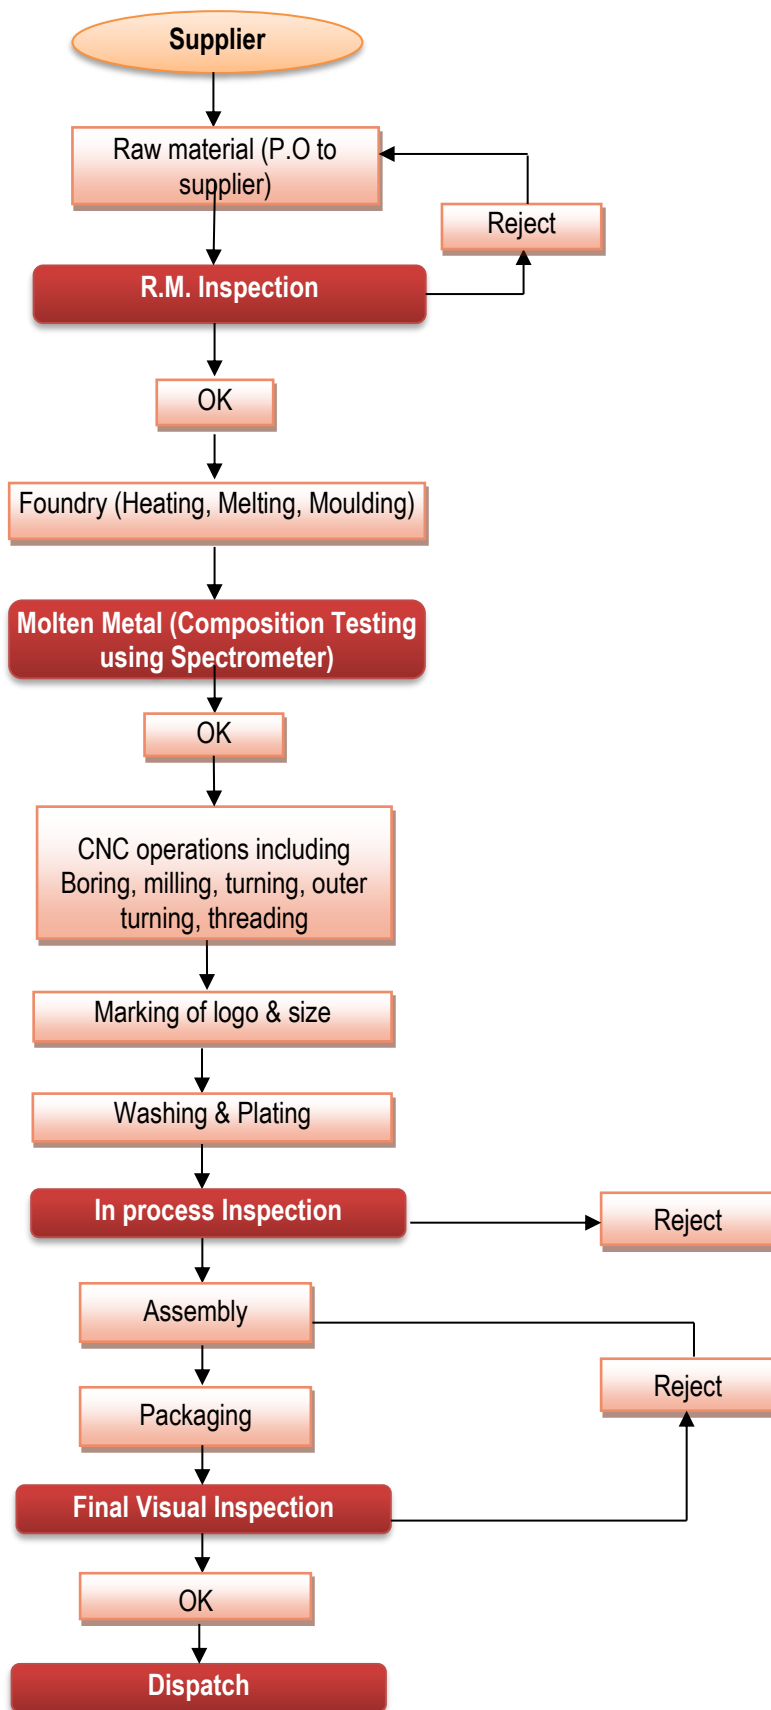 Supplier
Raw material (P.O to
supplier)
Reject
R.M. Inspection
OK
Foundry (Heating, Melting, Moulding)
Molten Metal (Composition Testing
using Spectrometer)
OK
CNC operations including
Boring, milling, turning, outer
turning, threading
Marking of logo & size
Washing & Plating
In process Inspection
Reject
Assembly
Reject
Packaging
Final Visual Inspection
OK
Dispatch